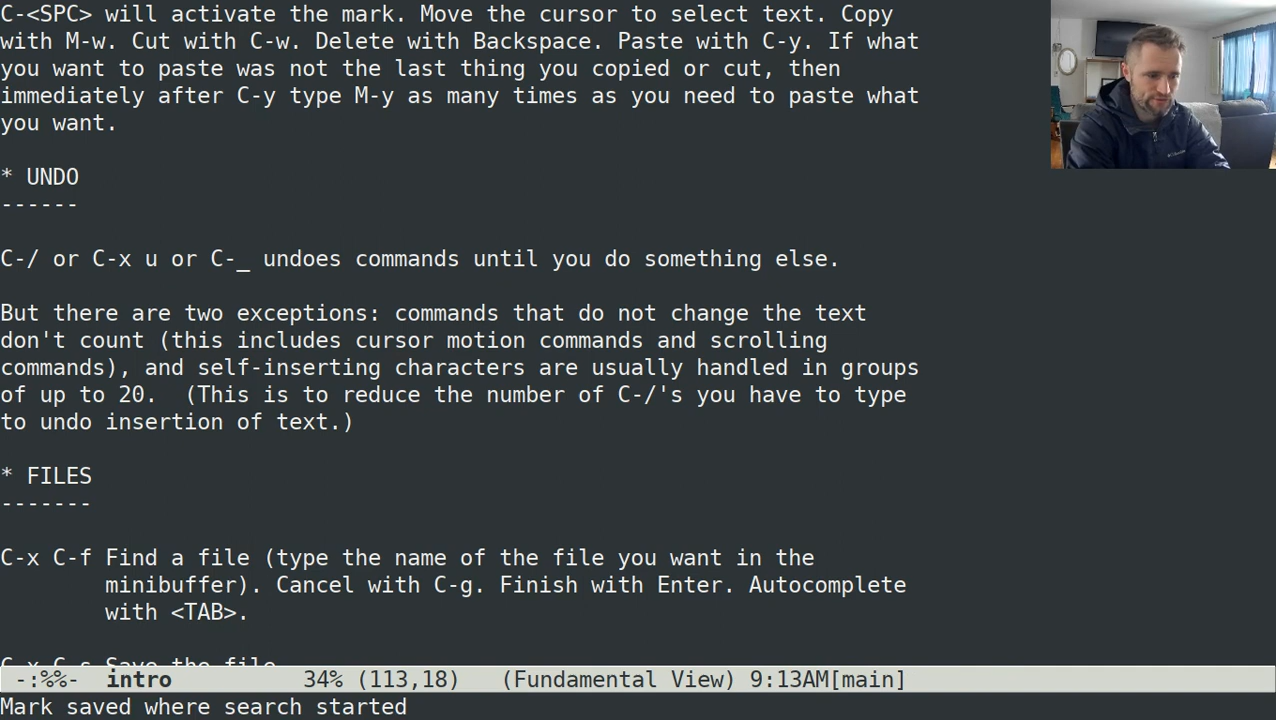 C-<SPC> will activate the mark. Move the cursor to select text. Copy
with M-w. Cut with C-w. Delete with Backspace. Paste with C-y. If what
you want to paste was not the last thing you copied or cut, then
immediately after C-y type M-y as many times as you need to paste what
you want.
* UNDO
------
C-/ or C-x u or C-_ undoes commands until you do something else.
But there are two exceptions: commands that do not change the text
don't count (this includes cursor motion commands and scrolling
commands), and self-inserting characters are usually handled in groups
of up to 20.  (This is to reduce the number of C-/'s you have to type
to undo insertion of text.)
* FILES
-------
C-x C-f Find a file (type the name of the file you want in the
        minibuffer). Cancel with C-g. Finish with Enter. Autocomplete
        with <TAB>.
C-x C-s Save the file
-:%%-  intro          34% (113,18)   (Fundamental View) 9:13AM[main]
Mark saved where search started